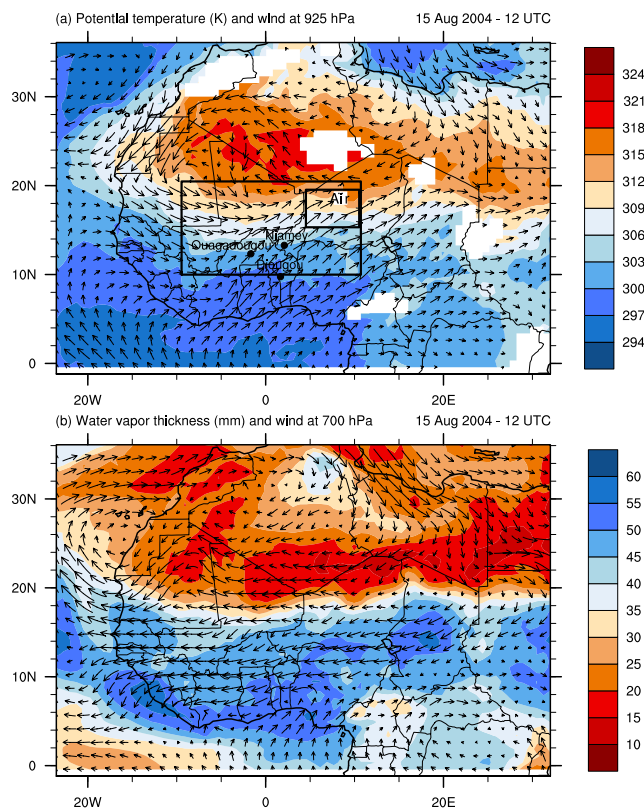 (a) Potential temperature (K) and wind at 925 hPa 15 Aug 2004 - 12 UTC
30N
20N
10N
0
20W 0 20E
Aïr
Niamey
Ouagadougou
Djougou
324
321
318
315
312
309
306
303
300
297
294
(b) Water vapor thickness (mm) and wind at 700 hPa 15 Aug 2004 - 12 UTC
30N
20N
10N
0
20W 0 20E
60
55
50
45
40
35
30
25
20
15
10